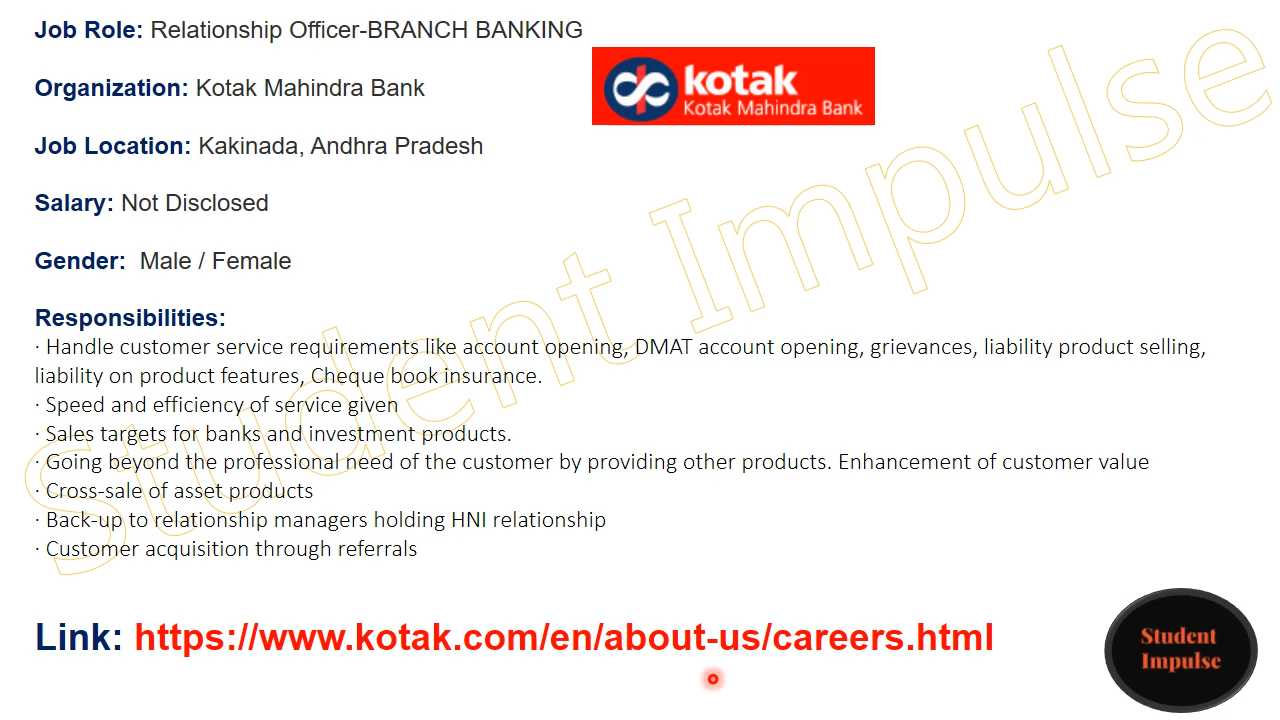 Job Role: Relationship Officer-BRANCH BANKING
Organization: Kotak Mahindra Bank
kotak
Kotak Mahindra Bank
Job Location: Kakinada, Andhra Pradesh
Salary: Not Disclosed
Gender: Male / Female
Responsibilities:
· Handle customer service requirements like account opening, DMAT account opening, grievances, liability product selling,
liability on product features, Cheque book insurance.
· Speed and efficiency of service given
· Sales targets for banks and investment products.
· Going beyond the professional need of the customer by providing other products. Enhancement of customer value
· Cross-sale of asset products
· Back-up to relationship managers holding HNI relationship
· Customer acquisition through referrals
Student Impulse
Link: https://www.kotak.com/en/about-us/careers.html
Student
Impulse